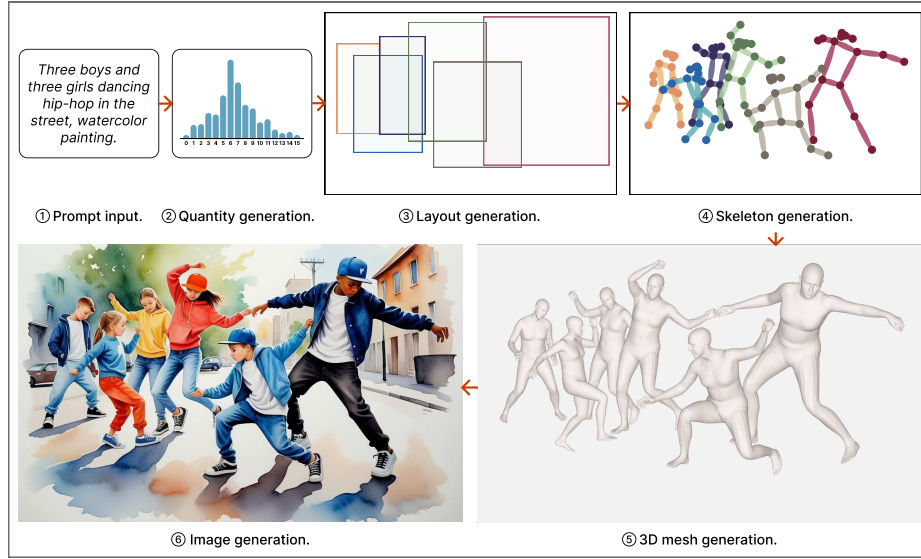 Three boys and
three girls dancing
hip-hop in the
street, watercolor
painting.
0 1 2 3 4 5 6 7 8 9 10 11 12 13 14 15
① Prompt input.
② Quantity generation.
③ Layout generation.
④ Skeleton generation.
⑥ Image generation.
⑤ 3D mesh generation.